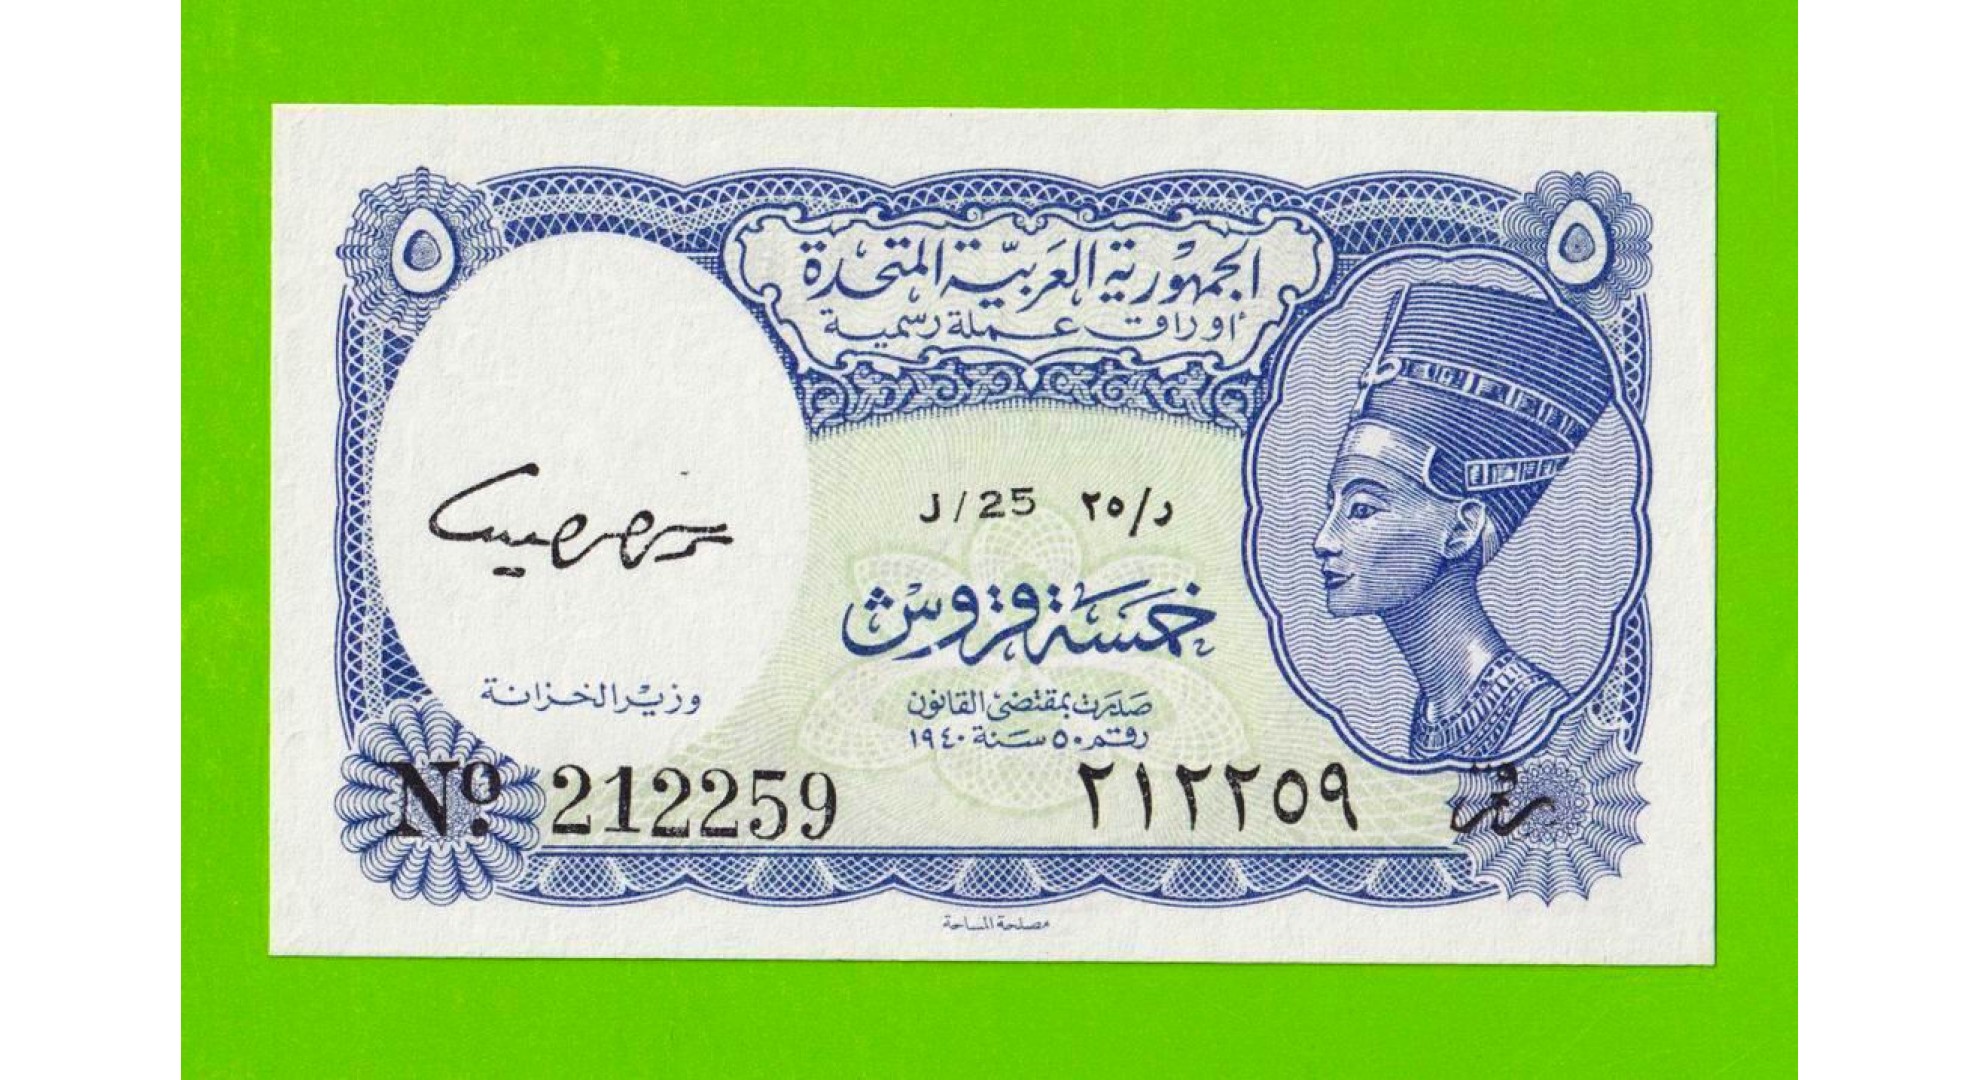 ٥ ٥
الجمهورية العربية المتحدة
أوراق عملة رسمية
J/25 ٢٥/د
خمسة قروش
وزير الخزانة
صدرت بمقتضى القانون
رقم ٥٠ سنة ١٩٤٠
No. 212259 ٢١٢٢٥٩ رقم
مصلحة المساحة